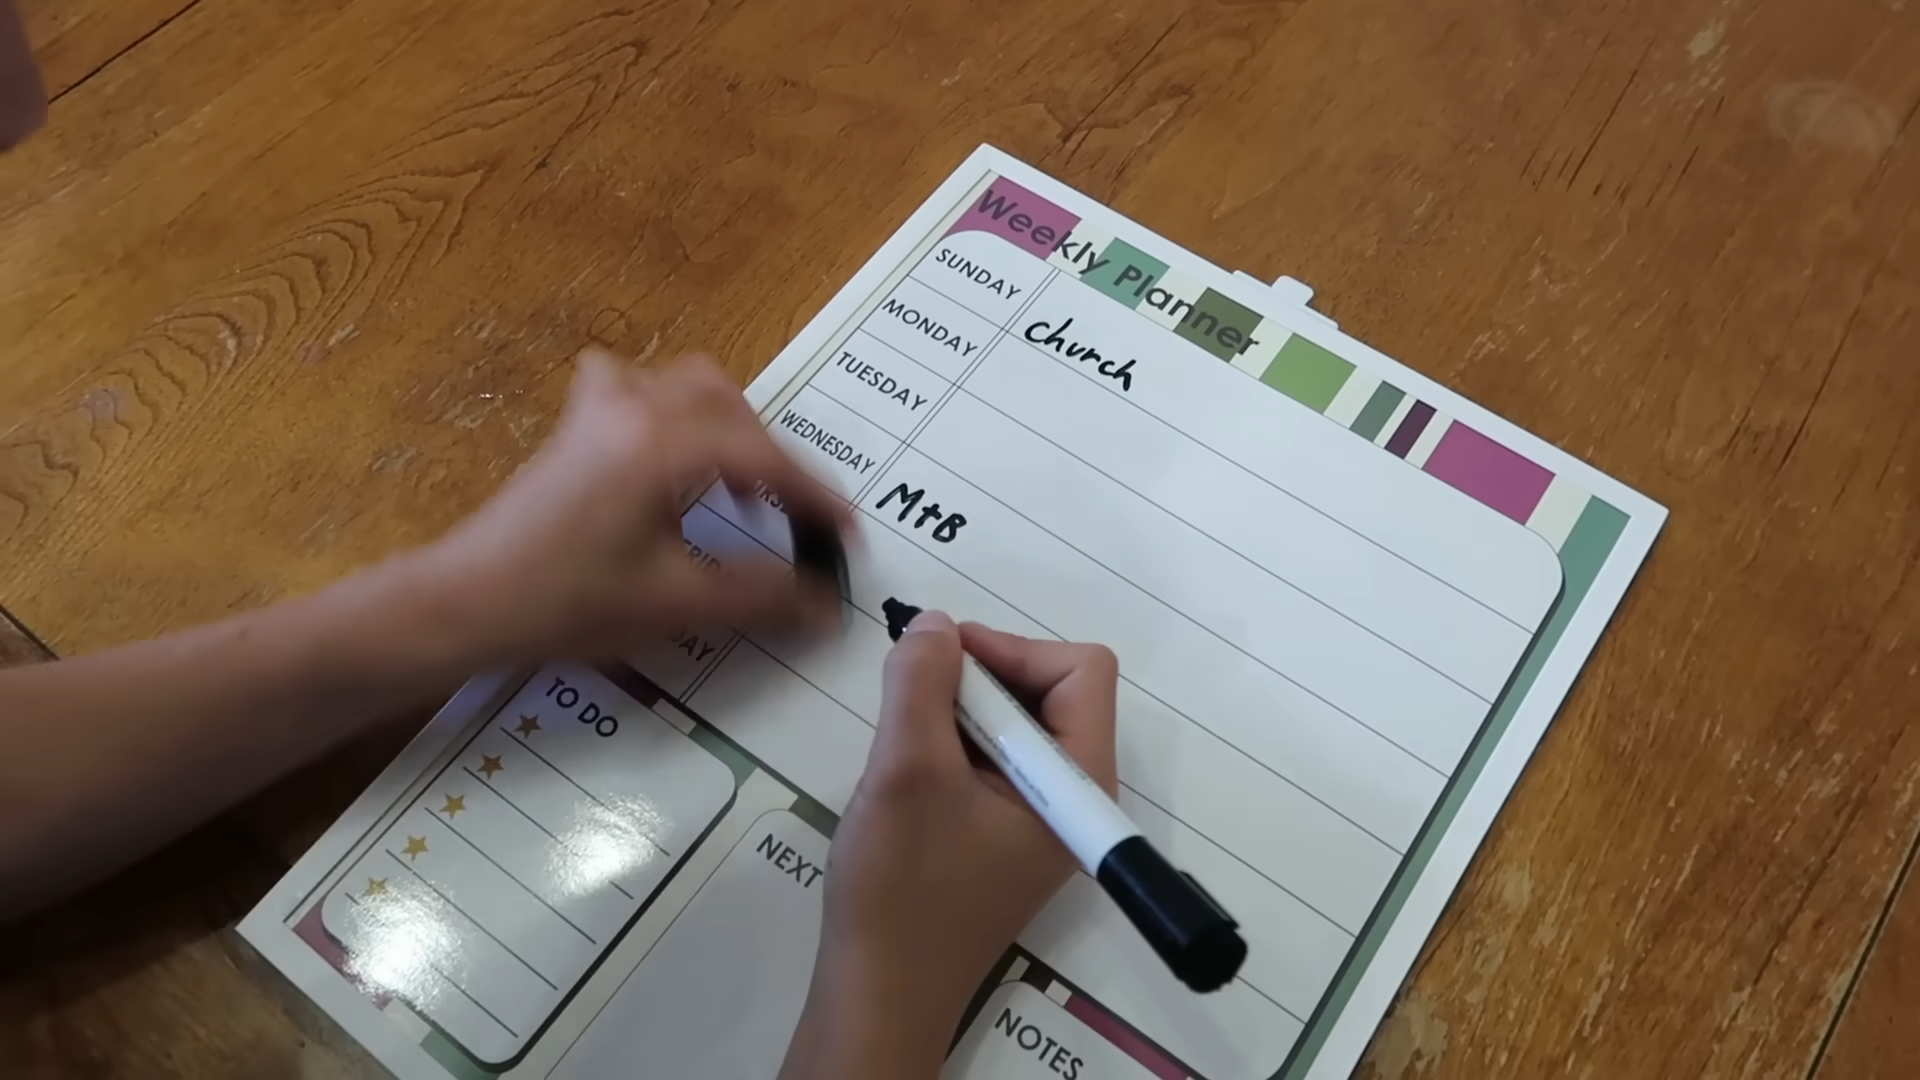 Weekly Planner
SUNDAY
church
MONDAY
TUESDAY
WEDNESDAY
MtB
TO DO
NEXT
NOTES